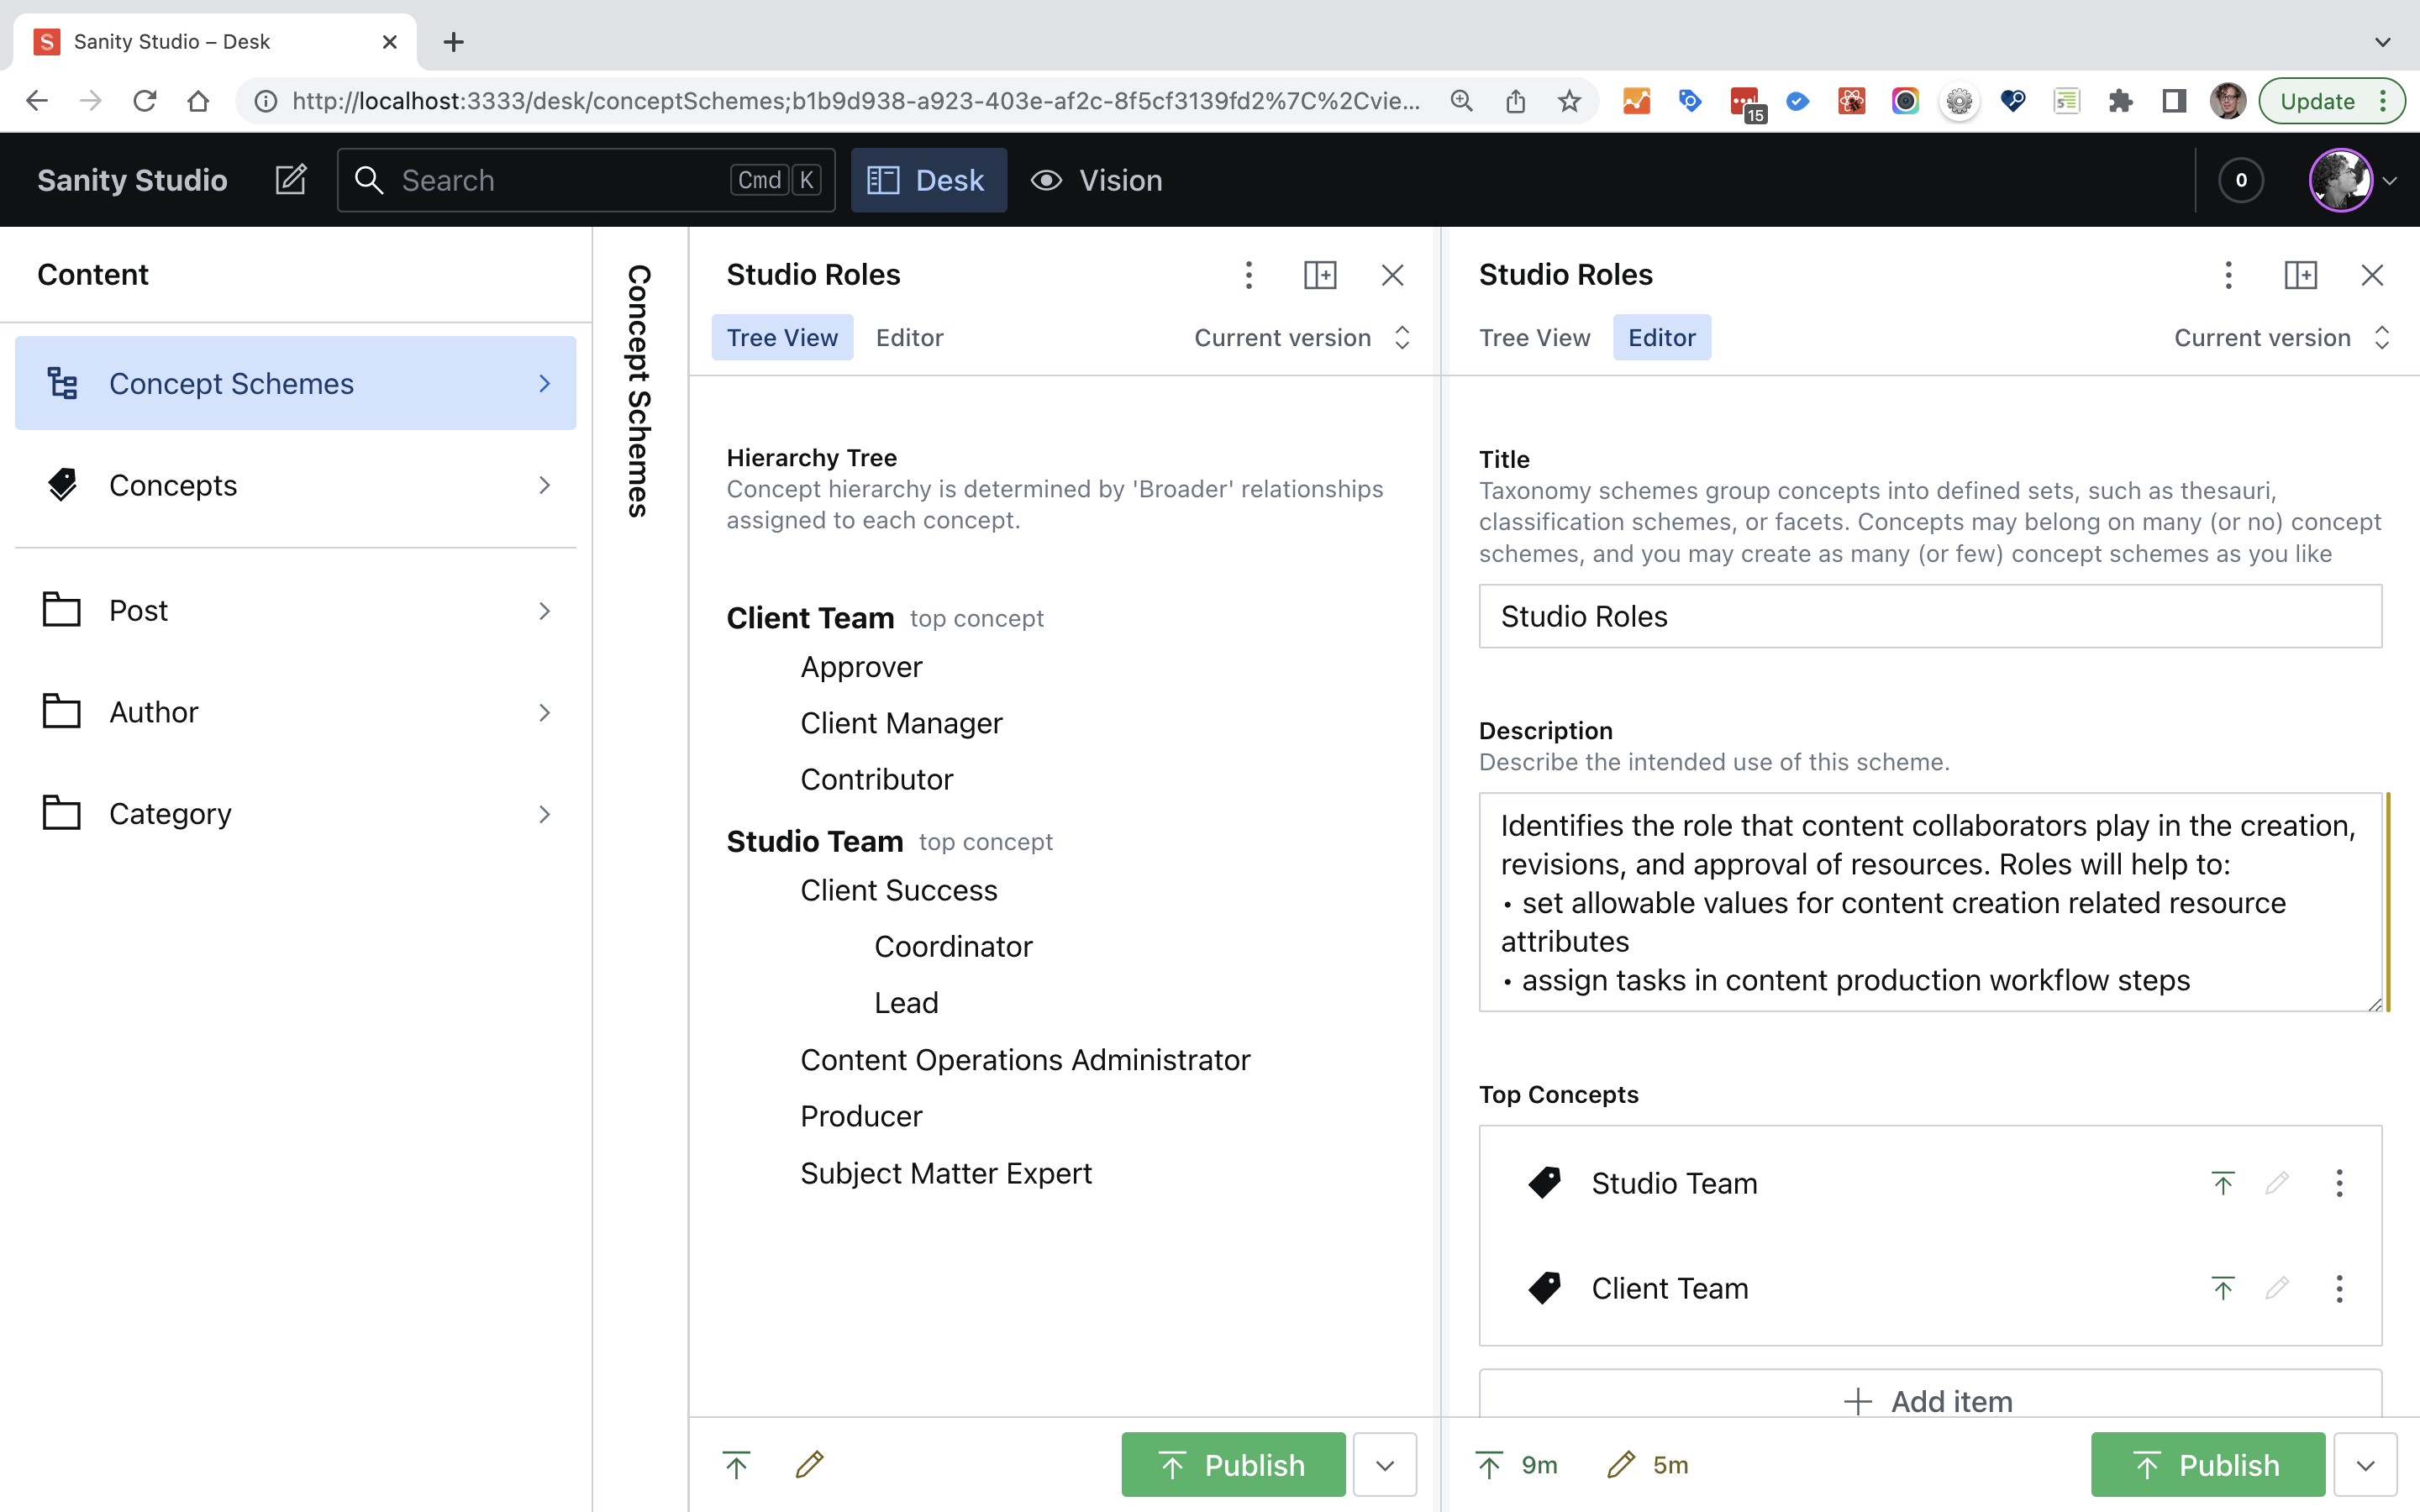 Sanity Studio – Desk
http://localhost:3333/desk/conceptSchemes;b1b9d938-a923-403e-af2c-8f5cf3139fd2%7C%2Cvie...
15
Update
Sanity Studio
Search
Cmd K
Desk
Vision
0
Content
Concept Schemes
Concepts
Post
Author
Category
Concept Schemes
Studio Roles
Tree View
Editor
Current version
Hierarchy Tree
Concept hierarchy is determined by 'Broader' relationships
assigned to each concept.
Client Team top concept
Approver
Client Manager
Contributor
Studio Team top concept
Client Success
Coordinator
Lead
Content Operations Administrator
Producer
Subject Matter Expert
Publish
Studio Roles
Tree View
Editor
Current version
Title
Taxonomy schemes group concepts into defined sets, such as thesauri,
classification schemes, or facets. Concepts may belong on many (or no) concept
schemes, and you may create as many (or few) concept schemes as you like
Studio Roles
Description
Describe the intended use of this scheme.
Identifies the role that content collaborators play in the creation,
revisions, and approval of resources. Roles will help to:
• set allowable values for content creation related resource
attributes
• assign tasks in content production workflow steps
Top Concepts
Studio Team
Client Team
Add item
9m
5m
Publish